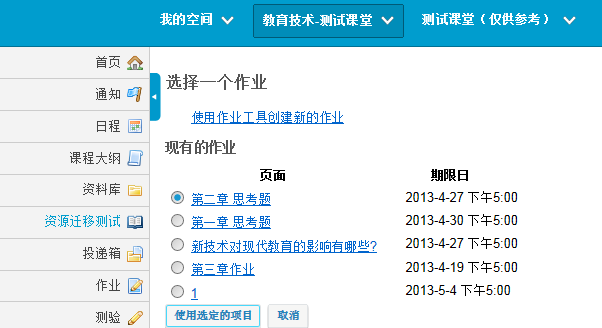 我的空间 教育技术-测试课堂 测试课堂（仅供参考）
首页
通知
日程
课程大纲
资料库
资源迁移测试
投递箱
作业
测验
选择一个作业
使用作业工具创建新的作业
现有的作业
页面 期限日
第二章 思考题 2013-4-27 下午5:00
第一章 思考题 2013-4-30 下午5:00
新技术对现代教育的影响有哪些? 2013-4-27 下午5:00
第三章作业 2013-4-19 下午5:00
1 2013-5-4 下午5:00
使用选定的项目 取消